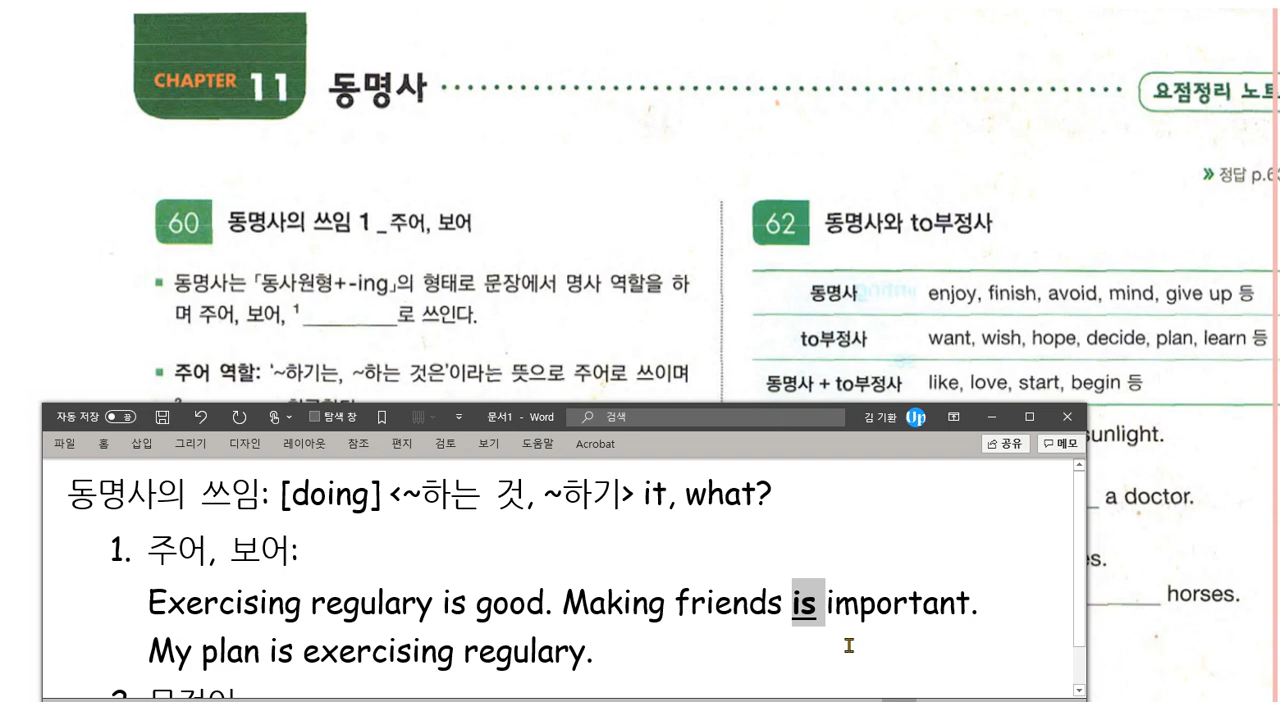 CHAPTER 11 동명사
요점정리 노트
» 정답 p.63
60 동명사의 쓰임 1 _ 주어, 보어
▪ 동명사는 「동사원형+-ing」의 형태로 문장에서 명사 역할을 하
며 주어, 보어, 1 __________로 쓰인다.
▪ 주어 역할: '~하기는, ~하는 것은'이라는 뜻으로 주어로 쓰이며
62 동명사와 to부정사
동명사 enjoy, finish, avoid, mind, give up 등
to부정사 want, wish, hope, decide, plan, learn 등
동명사 + to부정사 like, love, start, begin 등
sunlight.
a doctor.
horses.
자동 저장 끔 탐색 창 문서1 - Word 검색 김 기환 Up
파일 홈 삽입 그리기 디자인 레이아웃 참조 편지 검토 보기 도움말 Acrobat 공유 메모
동명사의 쓰임: [doing] <~하는 것, ~하기> it, what?
1. 주어, 보어:
Exercising regulary is good. Making friends is important.
My plan is exercising regulary.